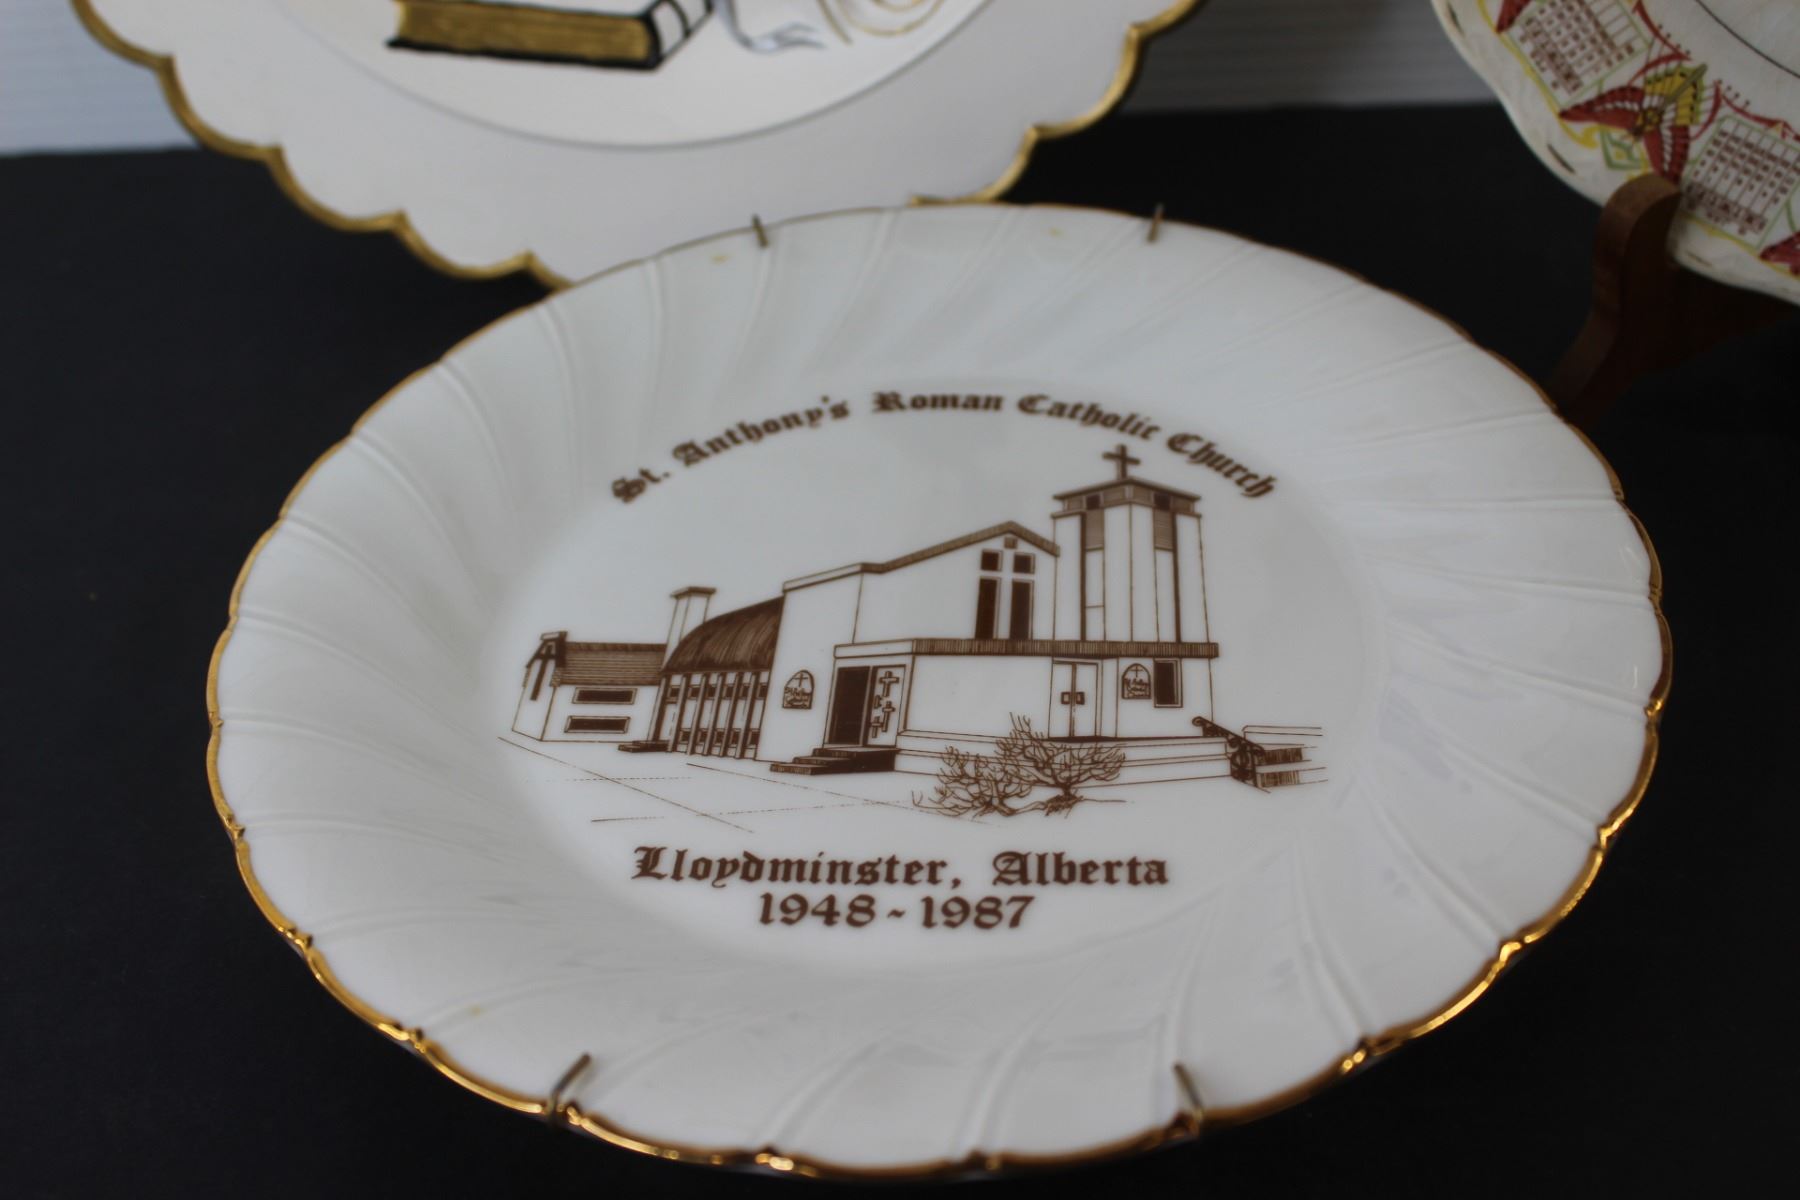 St. Anthony's Roman Catholic Church
Lloydminster, Alberta
1948 - 1987